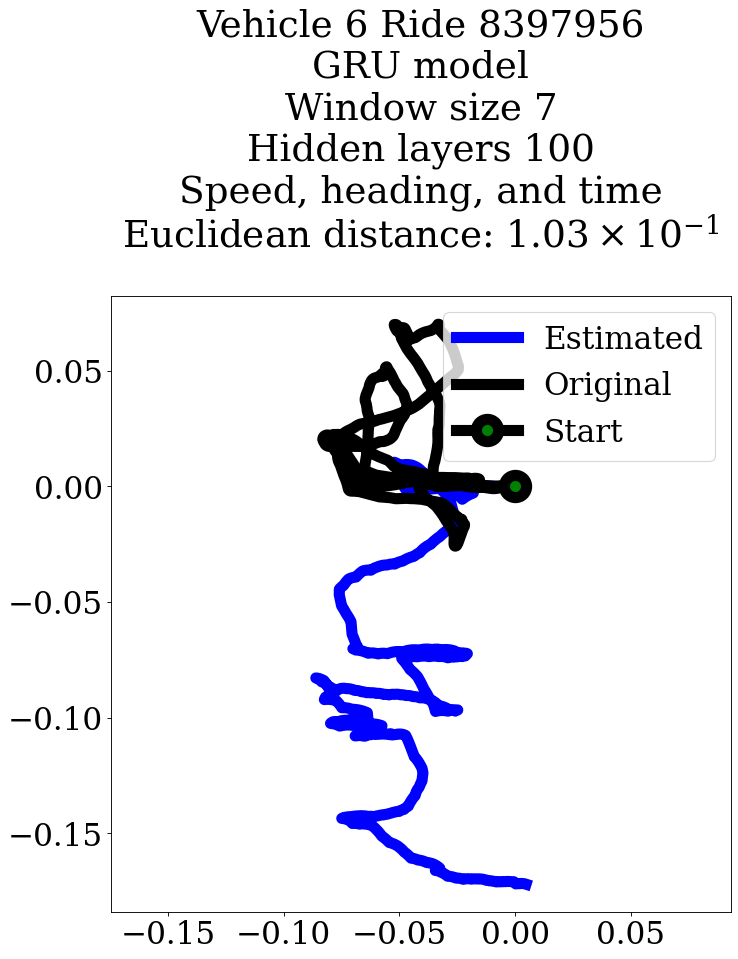 Vehicle 6 Ride 8397956
GRU model
Window size 7
Hidden layers 100
Speed, heading, and time
Euclidean distance: 1.03 × 10⁻¹
Estimated
Original
Start
0.05
0.00
−0.05
−0.10
−0.15
−0.15 −0.10 −0.05 0.00 0.05